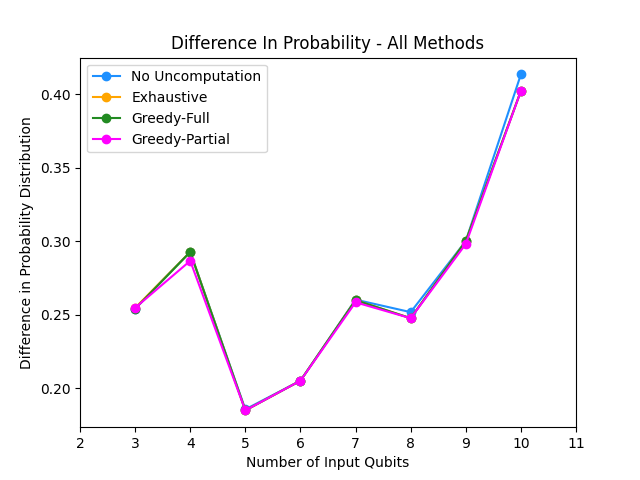 Difference In Probability - All Methods
No Uncomputation
Exhaustive
Greedy-Full
Greedy-Partial
Difference in Probability Distribution
0.40
0.35
0.30
0.25
0.20
2 3 4 5 6 7 8 9 10 11
Number of Input Qubits